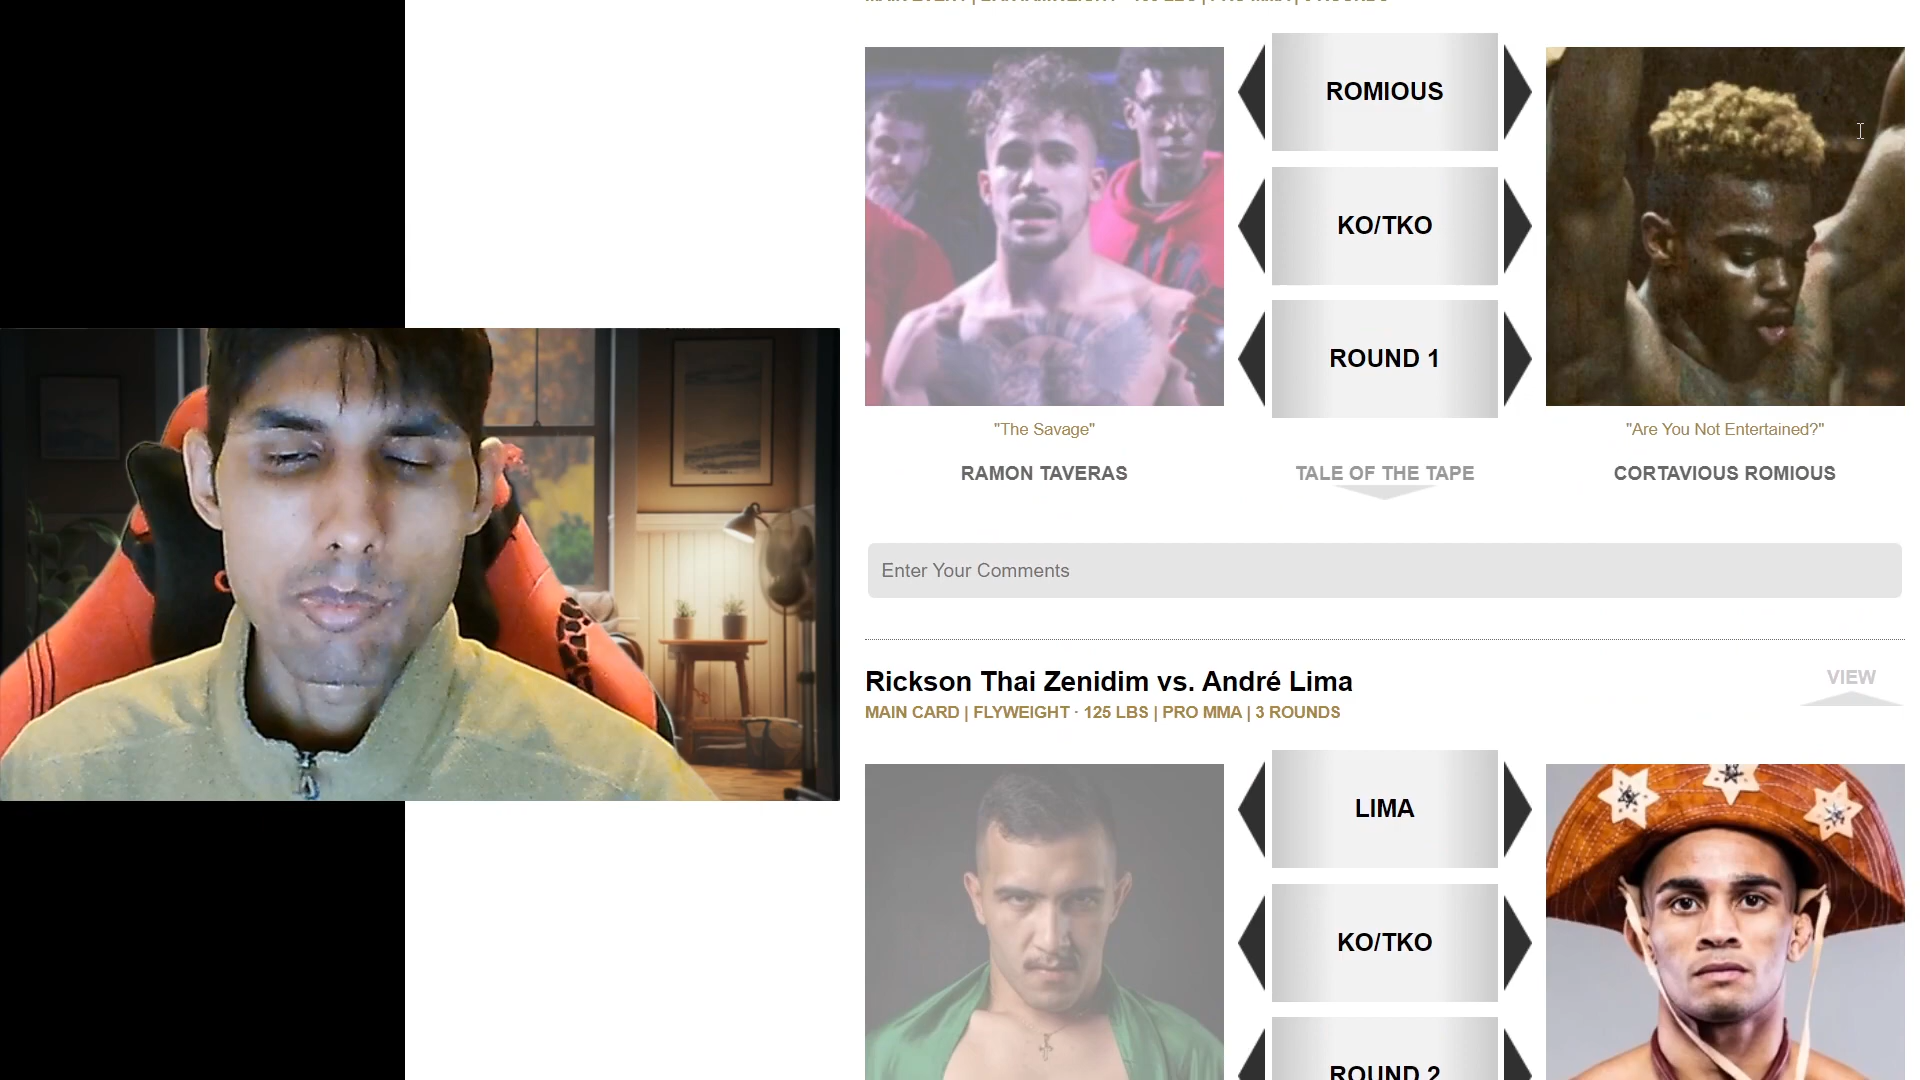 ROMIOUS
KO/TKO
ROUND 1
"The Savage"
"Are You Not Entertained?"
RAMON TAVERAS
TALE OF THE TAPE
CORTAVIOUS ROMIOUS
Enter Your Comments
Rickson Thai Zenidim vs. André Lima
VIEW
MAIN CARD | FLYWEIGHT · 125 LBS | PRO MMA | 3 ROUNDS
LIMA
KO/TKO
ROUND 2